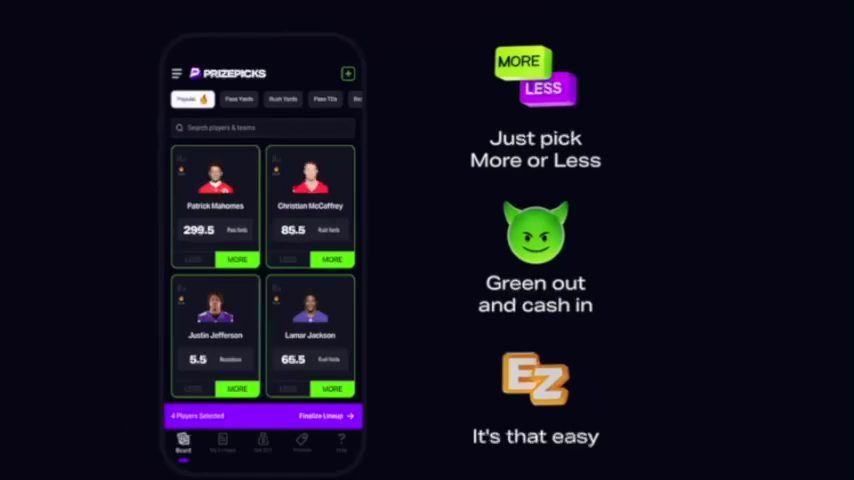 PRIZEPICKS
Popular
Pass Yards
Rush Yards
Pass TDs
Search players & teams
Patrick Mahomes
299.5
Pass Yards
MORE
Christian McCaffrey
85.5
Rush Yards
MORE
Justin Jefferson
5.5
Receptions
LESS
MORE
Lamar Jackson
66.5
Rush Yards
LESS
MORE
4 Players Selected
Finalize Lineup →
Board
Help
MORE
LESS
Just pick
More or Less
Green out
and cash in
EZ
It's that easy